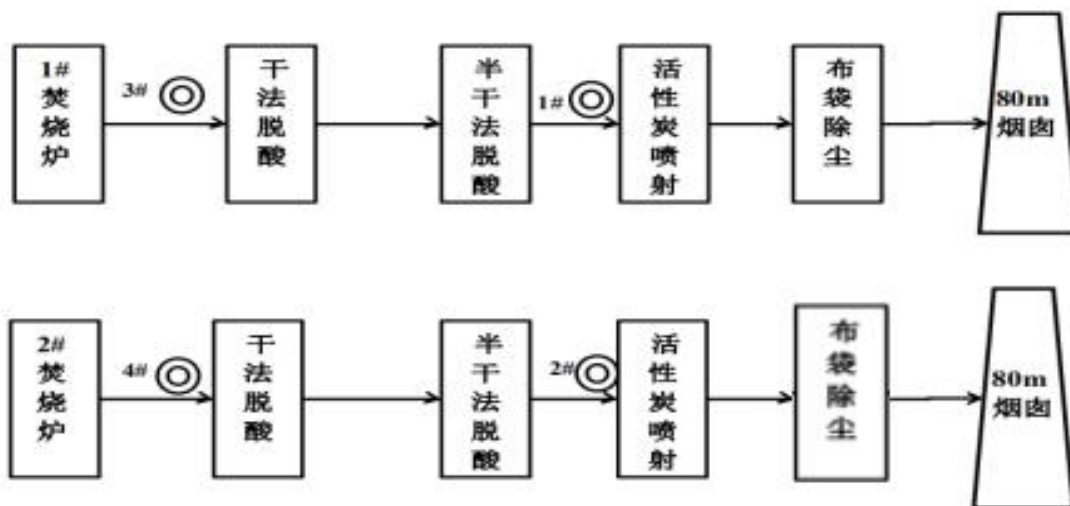 1#
焚烧炉
3#
干法脱酸
半干法脱酸
1#
活性炭喷射
布袋除尘
80m
烟囱
2#
焚烧炉
4#
干法脱酸
半干法脱酸
2#
活性炭喷射
布袋除尘
80m
烟囱